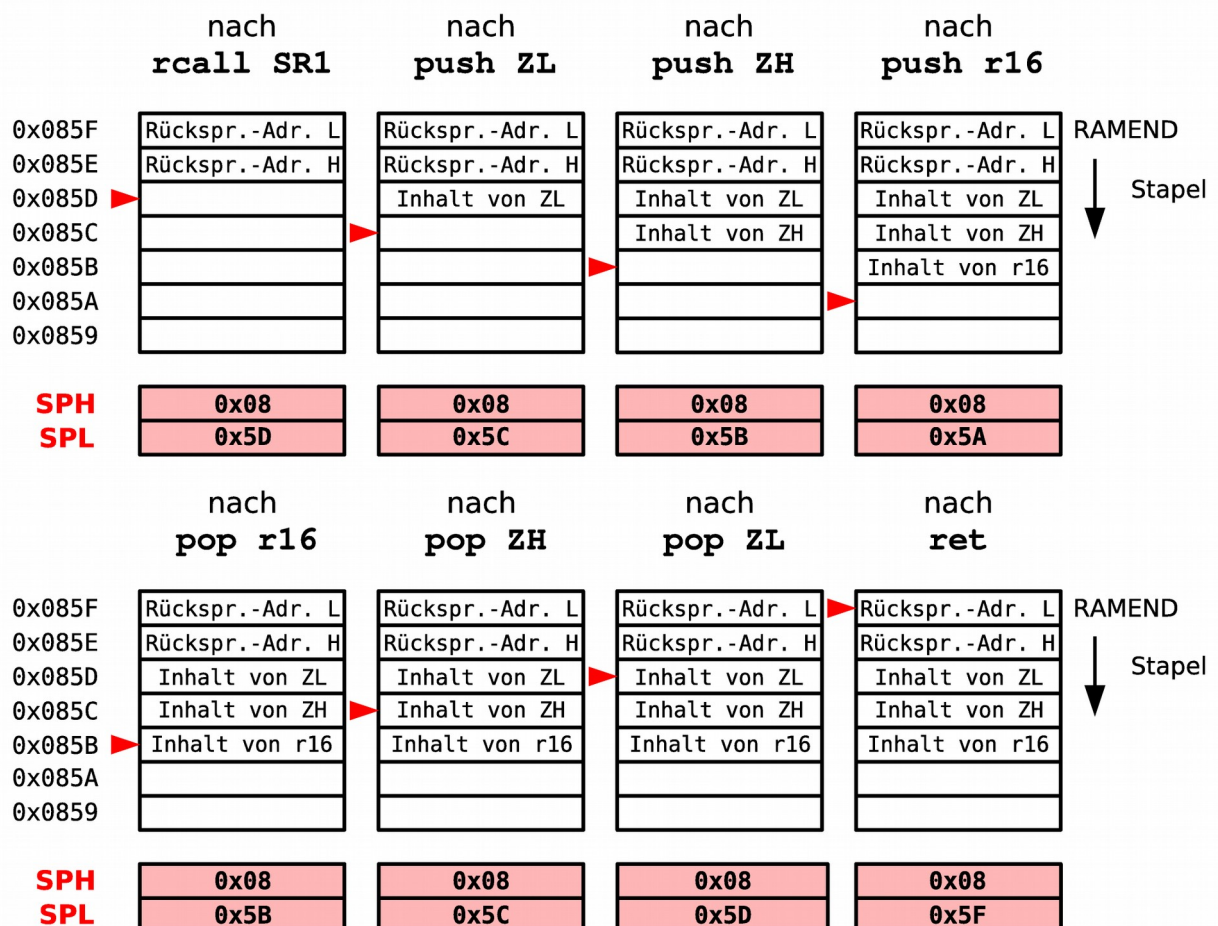 nach nach nach nach
rcall SR1 push ZL push ZH push r16
0x085F Rückspr.-Adr. L Rückspr.-Adr. L Rückspr.-Adr. L Rückspr.-Adr. L RAMEND
0x085E Rückspr.-Adr. H Rückspr.-Adr. H Rückspr.-Adr. H Rückspr.-Adr. H
0x085D Inhalt von ZL Inhalt von ZL Inhalt von ZL Stapel
0x085C Inhalt von ZH Inhalt von ZH
0x085B Inhalt von r16
0x085A
0x0859
SPH 0x08 0x08 0x08 0x08
SPL 0x5D 0x5C 0x5B 0x5A
nach nach nach nach
pop r16 pop ZH pop ZL ret
0x085F Rückspr.-Adr. L Rückspr.-Adr. L Rückspr.-Adr. L Rückspr.-Adr. L RAMEND
0x085E Rückspr.-Adr. H Rückspr.-Adr. H Rückspr.-Adr. H Rückspr.-Adr. H
0x085D Inhalt von ZL Inhalt von ZL Inhalt von ZL Inhalt von ZL Stapel
0x085C Inhalt von ZH Inhalt von ZH Inhalt von ZH Inhalt von ZH
0x085B Inhalt von r16 Inhalt von r16 Inhalt von r16 Inhalt von r16
0x085A
0x0859
SPH 0x08 0x08 0x08 0x08
SPL 0x5B 0x5C 0x5D 0x5F